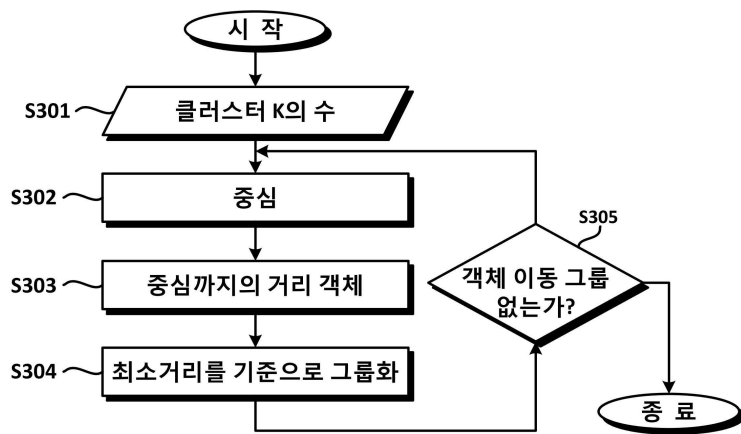 시 작
S301
클러스터 K의 수
S302
중심
S303
중심까지의 거리 객체
S304
최소거리를 기준으로 그룹화
S305
객체 이동 그룹
없는가?
종 료